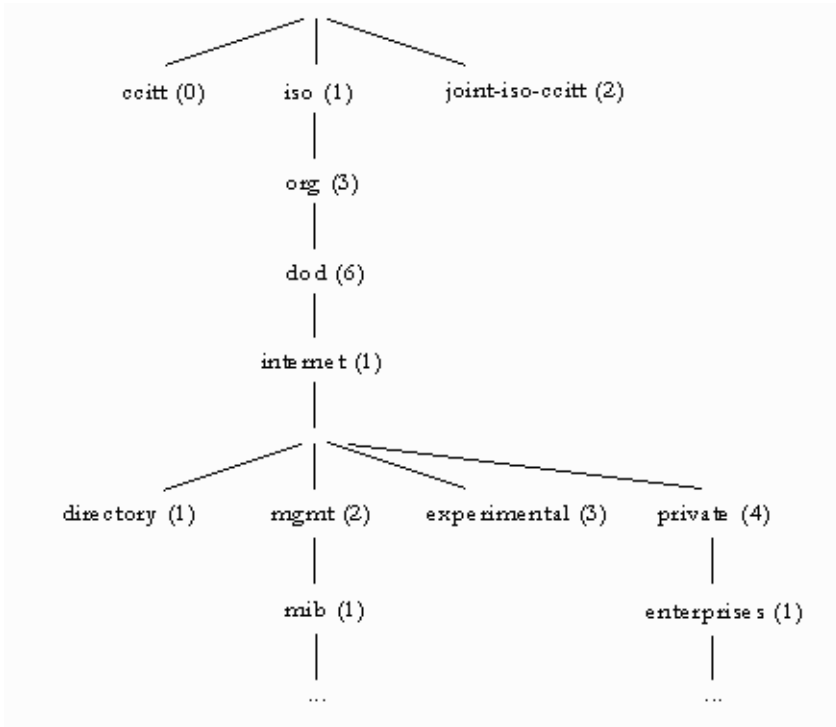 ccitt (0) iso (1) joint-iso-ccitt (2)
org (3)
dod (6)
internet (1)
directory (1) mgmt (2) experimental (3) private (4)
mib (1) enterprises (1)
... ...